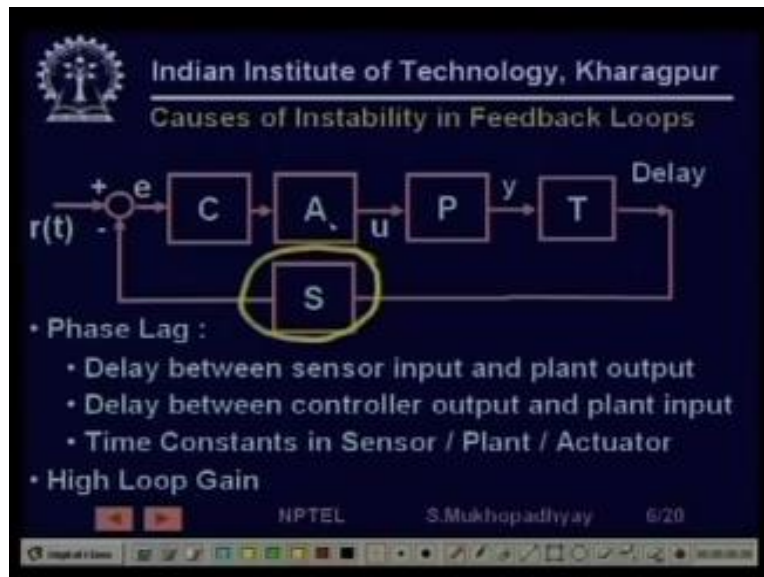 Indian Institute of Technology, Kharagpur
Causes of Instability in Feedback Loops
Delay
+ e C A u P y T
r(t) -
S
• Phase Lag :
• Delay between sensor input and plant output
• Delay between controller output and plant input
• Time Constants in Sensor / Plant / Actuator
• High Loop Gain
NPTEL S.Mukhopadhyay 6/20